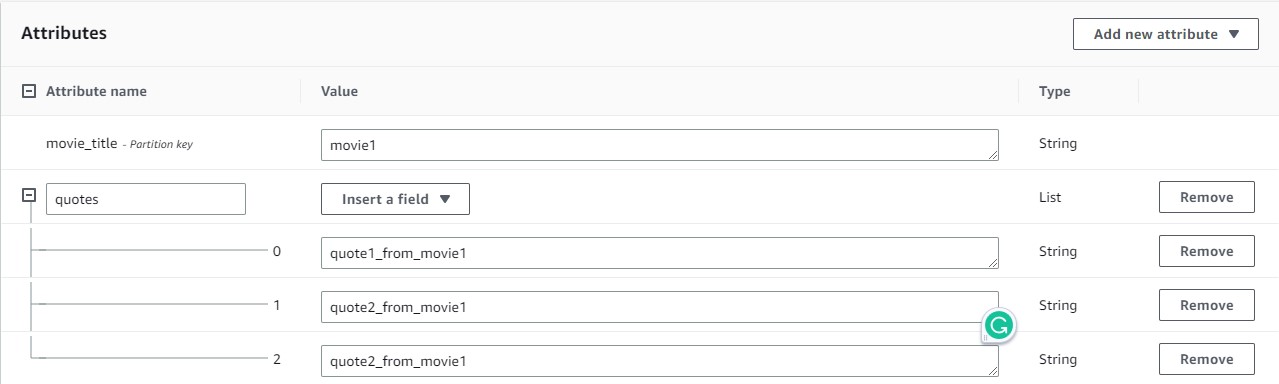 Attributes
Add new attribute
Attribute name Value Type
movie_title - Partition key movie1 String
quotes Insert a field List Remove
0 quote1_from_movie1 String Remove
1 quote2_from_movie1 String Remove
2 quote2_from_movie1 String Remove